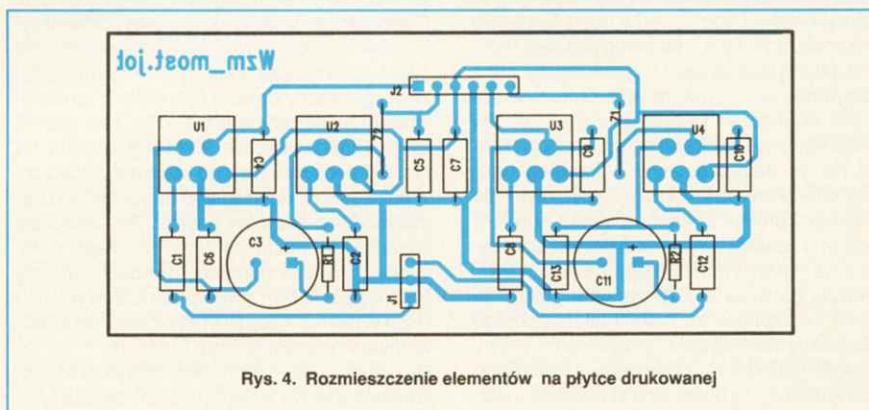 Wzm_most.jot
J2
U1
U2
U3
U4
C4
Z2
C5
C7
C9
Z1
C10
C1
C6
C3
+
R1
C2
J1
C8
C13
C11
+
R2
C12
Rys. 4. Rozmieszczenie elementów na płytce drukowanej